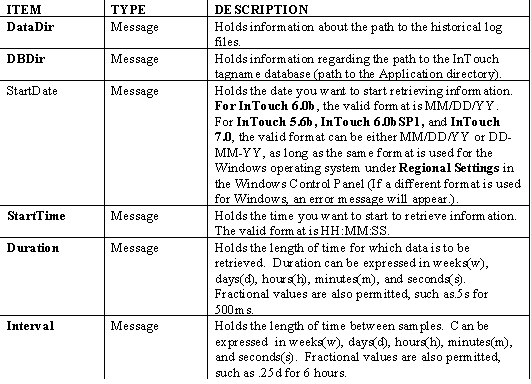 ITEM TYPE DESCRIPTION
DataDir Message Holds information about the path to the historical log
files.
DBDir Message Holds information regarding the path to the InTouch
tagname database (path to the Application directory).
StartDate Message Holds the date you want to start retrieving information.
For InTouch 6.0b, the valid format is MM/DD/YY.
For InTouch 5.6b, InTouch 6.0bSP1, and InTouch
7.0, the valid format can be either MM/DD/YY or DD-
MM-YY, as long as the same format is used for the
Windows operating system under Regional Settings in
the Windows Control Panel (If a different format is used
for Windows, an error message will appear.).
StartTime Message Holds the time you want to start to retrieve information.
The valid format is HH:MM:SS.
Duration Message Holds the length of time for which data is to be
retrieved. Duration can be expressed in weeks(w),
days(d), hours(h), minutes(m), and seconds(s).
Fractional values are also permitted, such as.5s for
500ms.
Interval Message Holds the length of time between samples. C an be
expressed in weeks(w), days(d), hours(h), minutes(m),
and seconds(s). Fractional values are also permitted,
such as .25d for 6 hours.